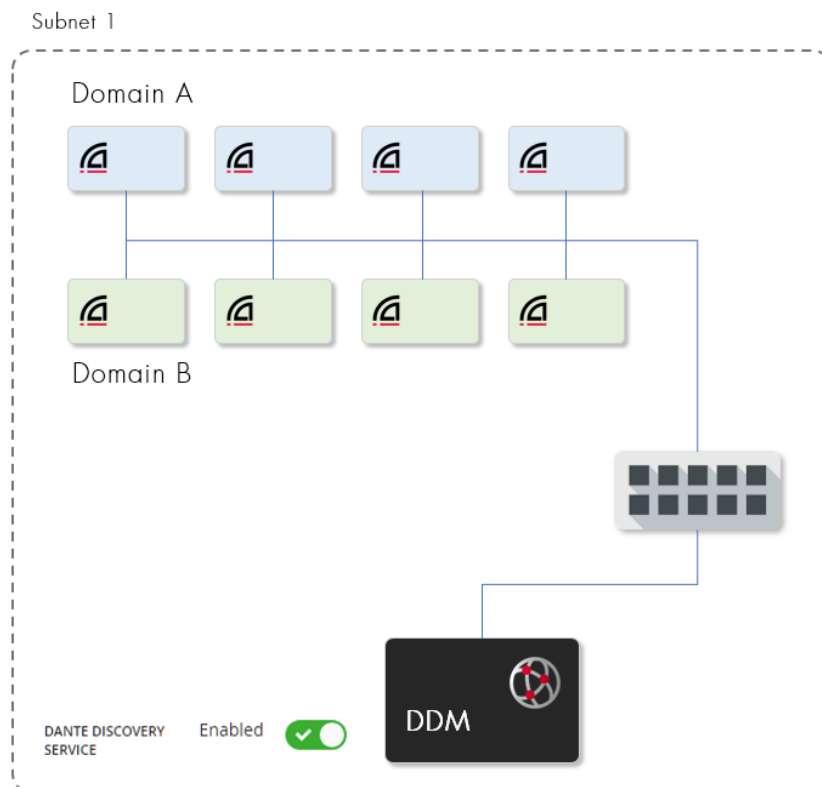 Subnet 1
Domain A
Domain B
DDM
DANTE DISCOVERY
SERVICE
Enabled